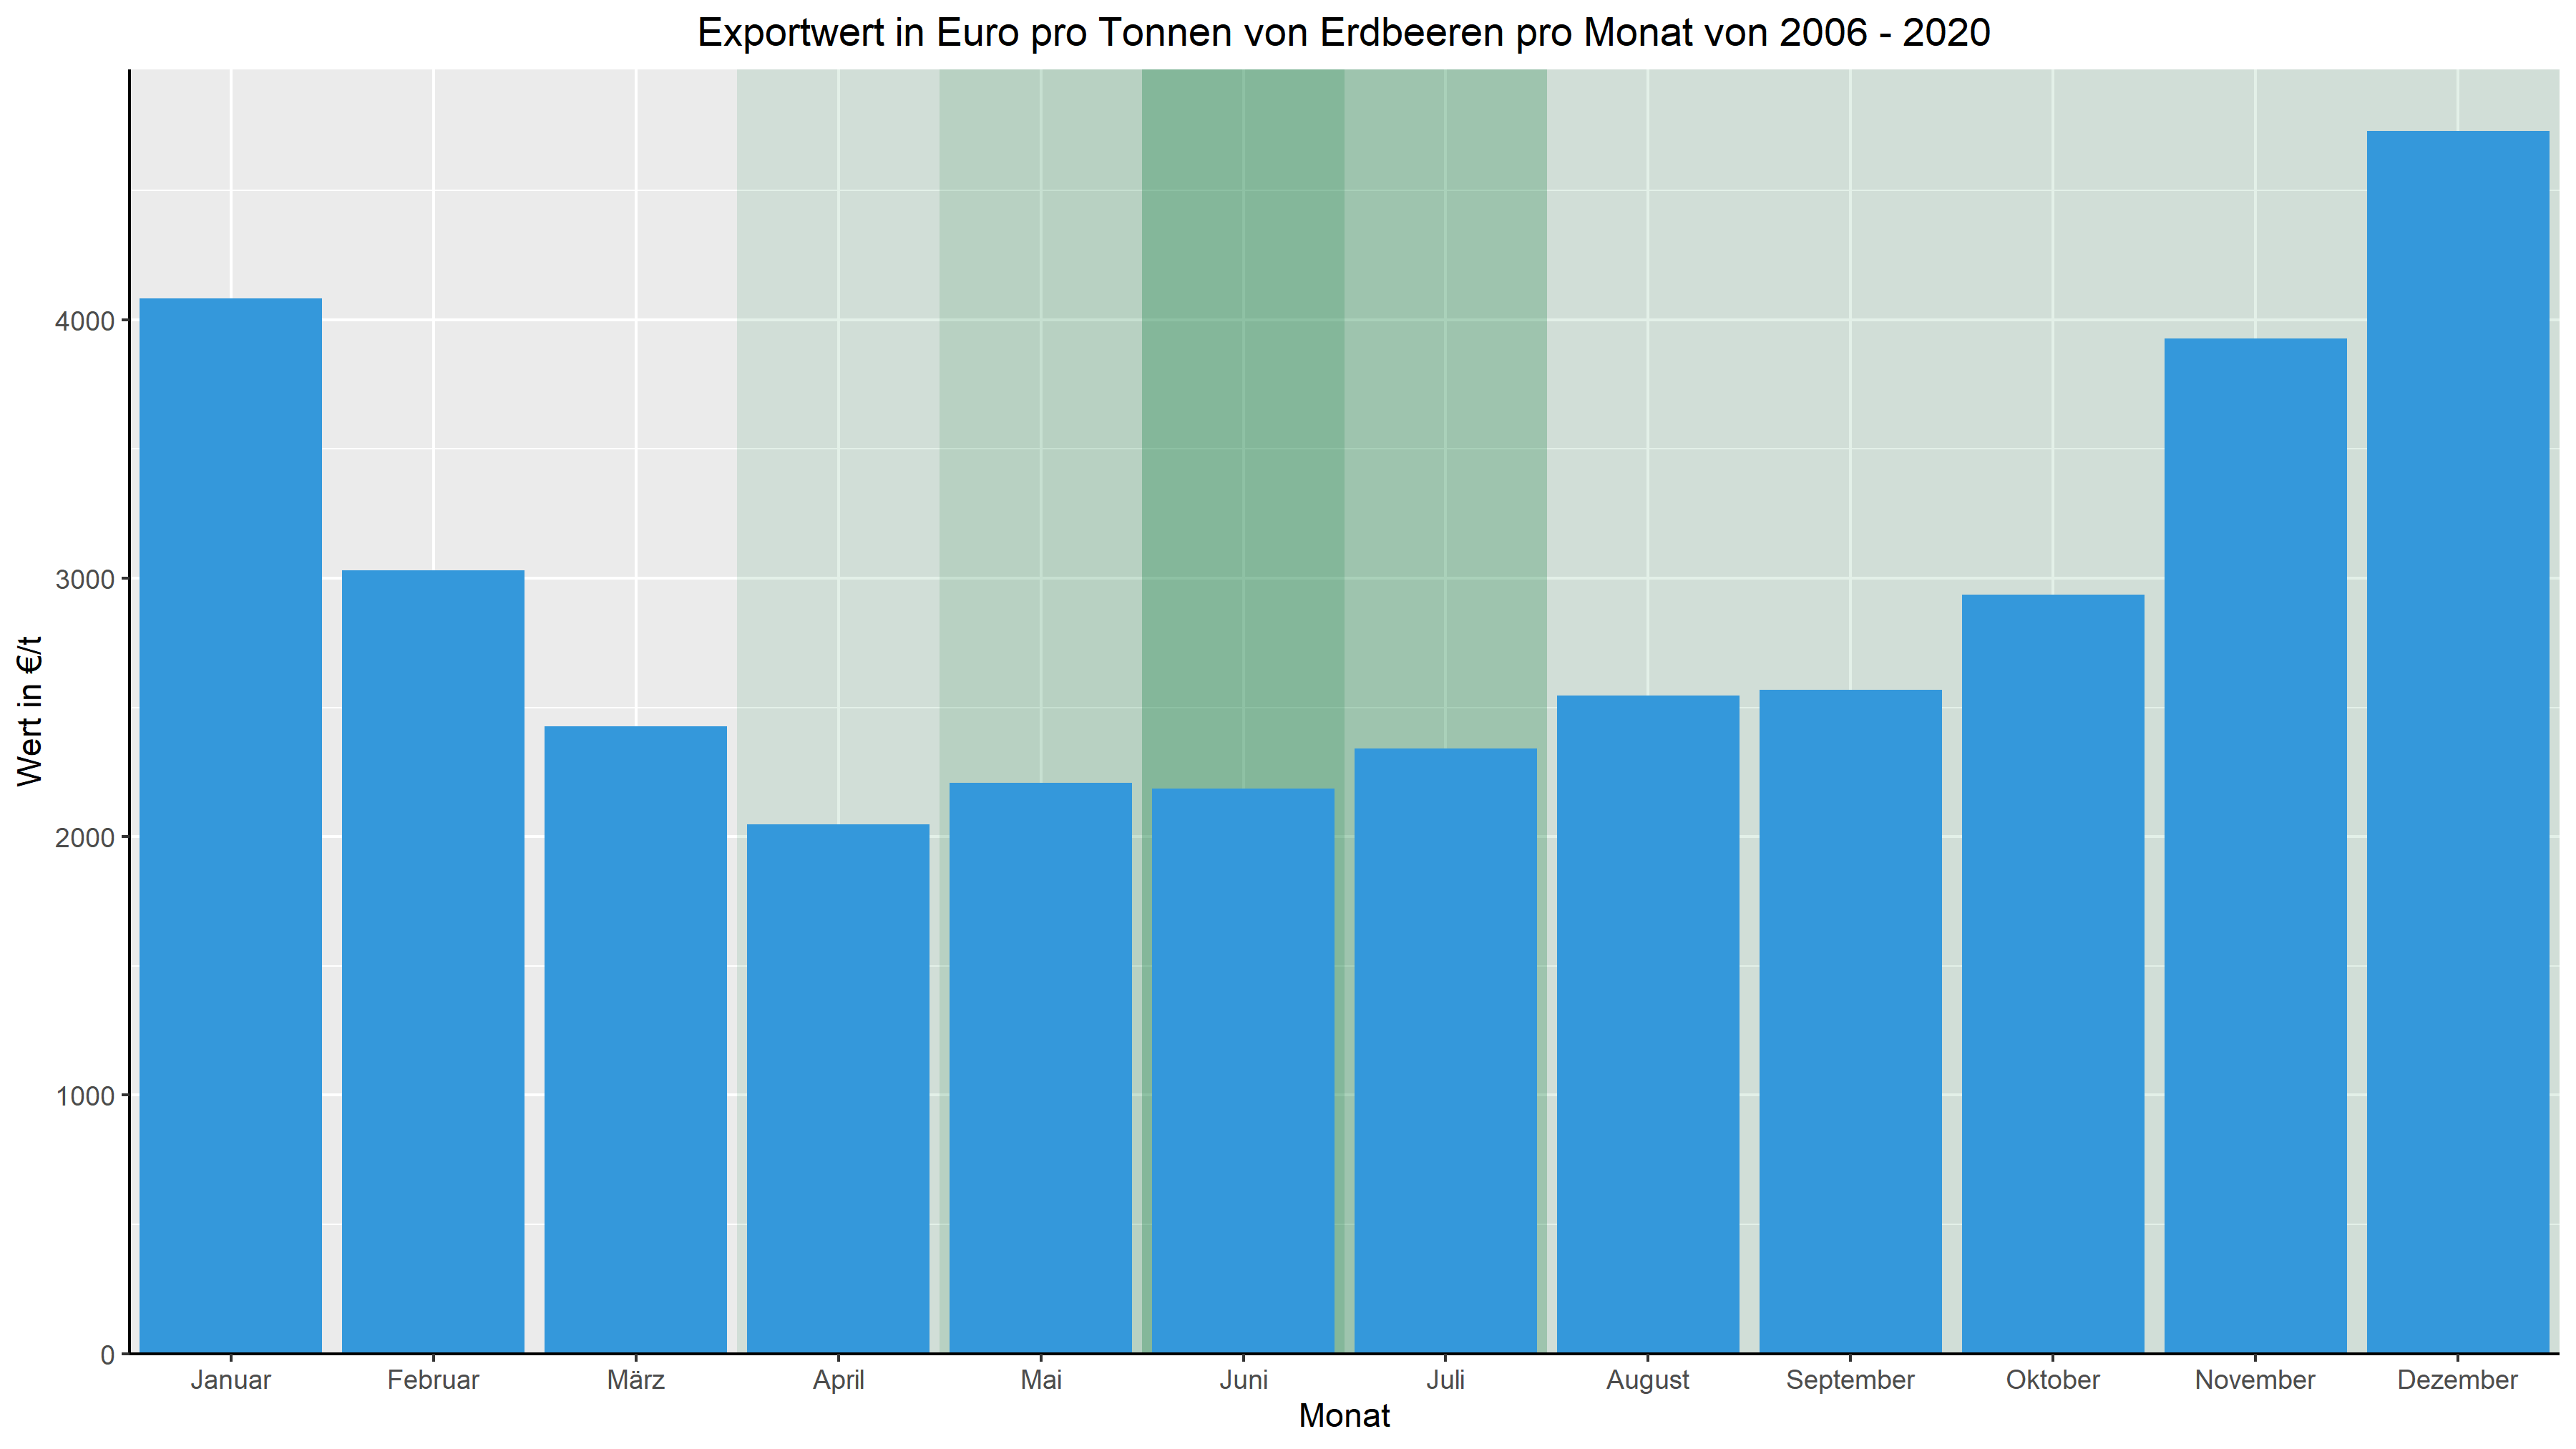 Exportwert in Euro pro Tonnen von Erdbeeren pro Monat von 2006 - 2020
Wert in €/t
4000
3000
2000
1000
0
Januar Februar März April Mai Juni Juli August September Oktober November Dezember
Monat